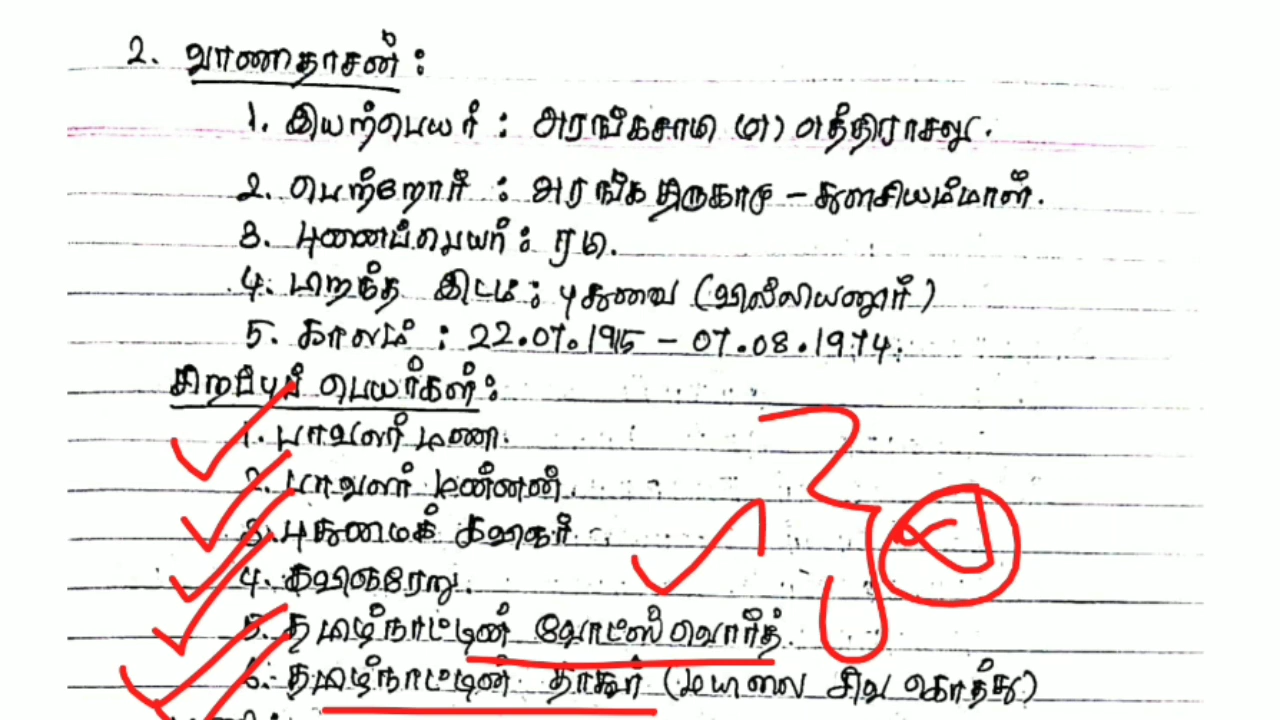 2. வாணிதாசன் :
1. இயற்பெயர் : அரங்கசாமி (எ) எத்திராசலு.
2. பெற்றோர் : அரங்க திருகாமு - துளசியம்மாள்.
3. புனைப்பெயர் : ரமி.
4. பிறந்த இடம் : புதுவை (வில்லியனூர்)
5. காலம் : 22.07.1915 - 07.08.1974.
சிறப்புப் பெயர்கள் :
1. பாவலர் மணி.
2. பாவலர் மன்னன்.
3. புதுமைக் கவிஞர்.
4. கவிஞரேறு.
5. தமிழ்நாட்டின் வோர்ட்ஸ்வொர்த்.
6. தமிழ்நாட்டின் தாகூர் (மயிலை சிவ முத்து)